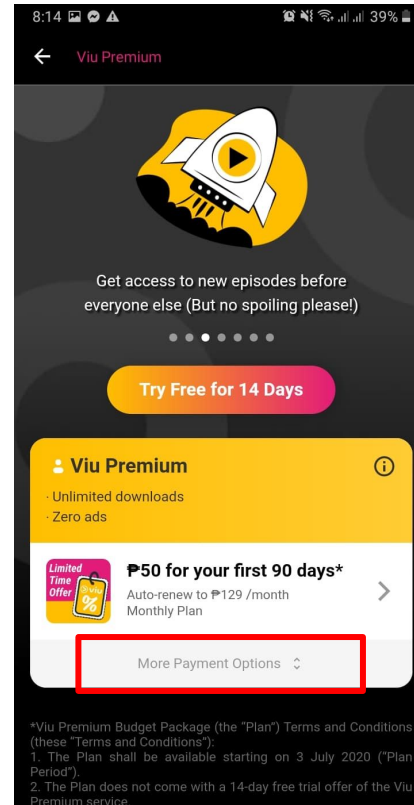 8:14
39%
Viu Premium
Get access to new episodes before
everyone else (But no spoiling please!)
Try Free for 14 Days
Viu Premium
· Unlimited downloads
· Zero ads
Limited
Time
Offer
viu
%
₱50 for your first 90 days*
Auto-renew to ₱129 /month
Monthly Plan
More Payment Options
*Viu Premium Budget Package (the “Plan”) Terms and Conditions
(these “Terms and Conditions”):
1. The Plan shall be available starting on 3 July 2020 (“Plan
Period”).
2. The Plan does not come with a 14-day free trial offer of the Viu
Premium service.